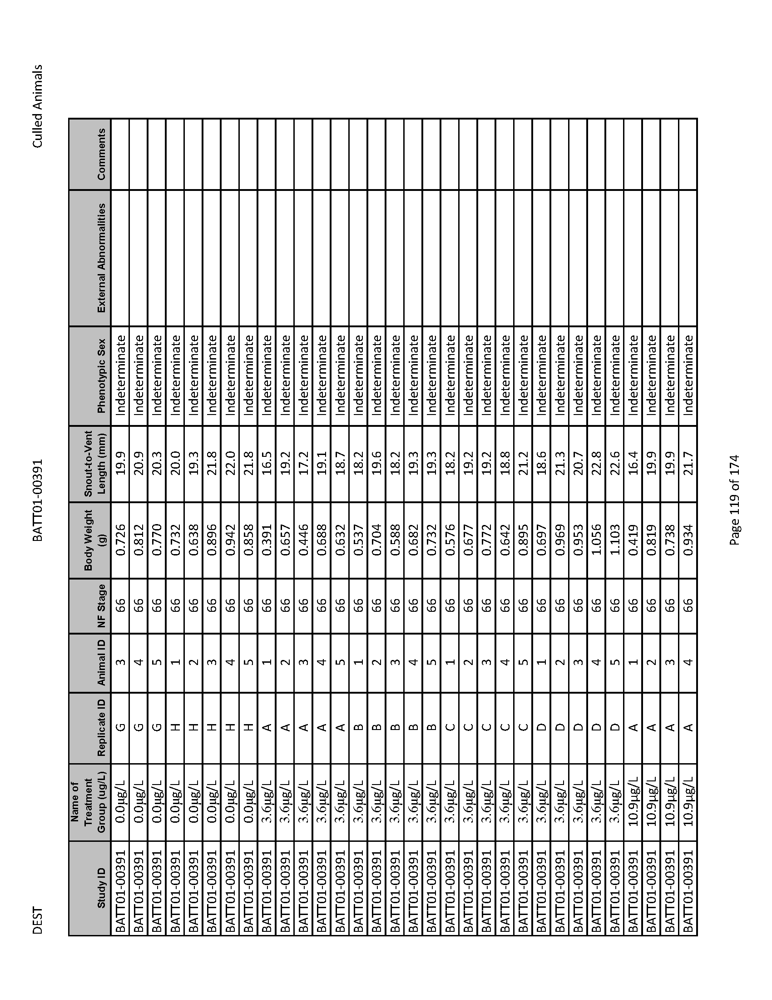 DEST BATT01-00391 Culled Animals
Study ID Name of Treatment Group (ug/L) Replicate ID Animal ID NF Stage Body Weight (g) Snout-to-Vent Length (mm) Phenotypic Sex External Abnormalities Comments
BATT01-00391 0.0µg/L G 3 66 0.726 19.9 Indeterminate
BATT01-00391 0.0µg/L G 4 66 0.812 20.9 Indeterminate
BATT01-00391 0.0µg/L G 5 66 0.770 20.3 Indeterminate
BATT01-00391 0.0µg/L H 1 66 0.732 20.0 Indeterminate
BATT01-00391 0.0µg/L H 2 66 0.638 19.3 Indeterminate
BATT01-00391 0.0µg/L H 3 66 0.896 21.8 Indeterminate
BATT01-00391 0.0µg/L H 4 66 0.942 22.0 Indeterminate
BATT01-00391 0.0µg/L H 5 66 0.858 21.8 Indeterminate
BATT01-00391 3.6µg/L A 1 66 0.391 16.5 Indeterminate
BATT01-00391 3.6µg/L A 2 66 0.657 19.2 Indeterminate
BATT01-00391 3.6µg/L A 3 66 0.446 17.2 Indeterminate
BATT01-00391 3.6µg/L A 4 66 0.688 19.1 Indeterminate
BATT01-00391 3.6µg/L A 5 66 0.632 18.7 Indeterminate
BATT01-00391 3.6µg/L B 1 66 0.537 18.2 Indeterminate
BATT01-00391 3.6µg/L B 2 66 0.704 19.6 Indeterminate
BATT01-00391 3.6µg/L B 3 66 0.588 18.2 Indeterminate
BATT01-00391 3.6µg/L B 4 66 0.682 19.3 Indeterminate
BATT01-00391 3.6µg/L B 5 66 0.732 19.3 Indeterminate
BATT01-00391 3.6µg/L C 1 66 0.576 18.2 Indeterminate
BATT01-00391 3.6µg/L C 2 66 0.677 19.2 Indeterminate
BATT01-00391 3.6µg/L C 3 66 0.772 19.2 Indeterminate
BATT01-00391 3.6µg/L C 4 66 0.642 18.8 Indeterminate
BATT01-00391 3.6µg/L C 5 66 0.895 21.2 Indeterminate
BATT01-00391 3.6µg/L D 1 66 0.697 18.6 Indeterminate
BATT01-00391 3.6µg/L D 2 66 0.969 21.3 Indeterminate
BATT01-00391 3.6µg/L D 3 66 0.953 20.7 Indeterminate
BATT01-00391 3.6µg/L D 4 66 1.056 22.8 Indeterminate
BATT01-00391 3.6µg/L D 5 66 1.103 22.6 Indeterminate
BATT01-00391 10.9µg/L A 1 66 0.419 16.4 Indeterminate
BATT01-00391 10.9µg/L A 2 66 0.819 19.9 Indeterminate
BATT01-00391 10.9µg/L A 3 66 0.738 19.9 Indeterminate
BATT01-00391 10.9µg/L A 4 66 0.934 21.7 Indeterminate
Page 119 of 174